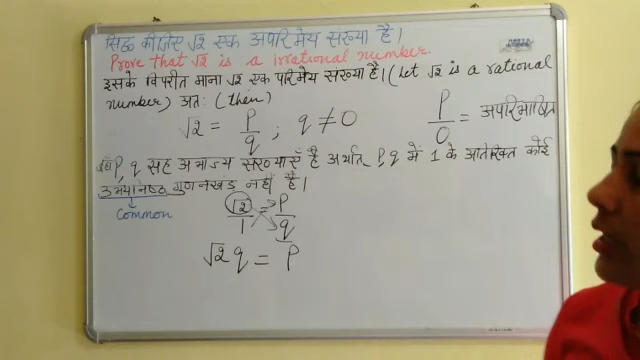 सिद्ध कीजिए √2 एक अपरिमेय संख्या है।
Prove that √2 is a irrational number.
इसके विपरीत माना √2 एक परिमेय संख्या है। (Let √2 is a rational
number) अतः (then)
√2 = P/q ; q ≠ 0
P/0 = अपरिभाषित
P, q सह अभाज्य संख्याएँ है अर्थात P, q में 1 के अतिरिक्त कोई
उभयनिष्ठ गुणनखंड नहीं है।
common
√2/1 = P/q
√2 q = P